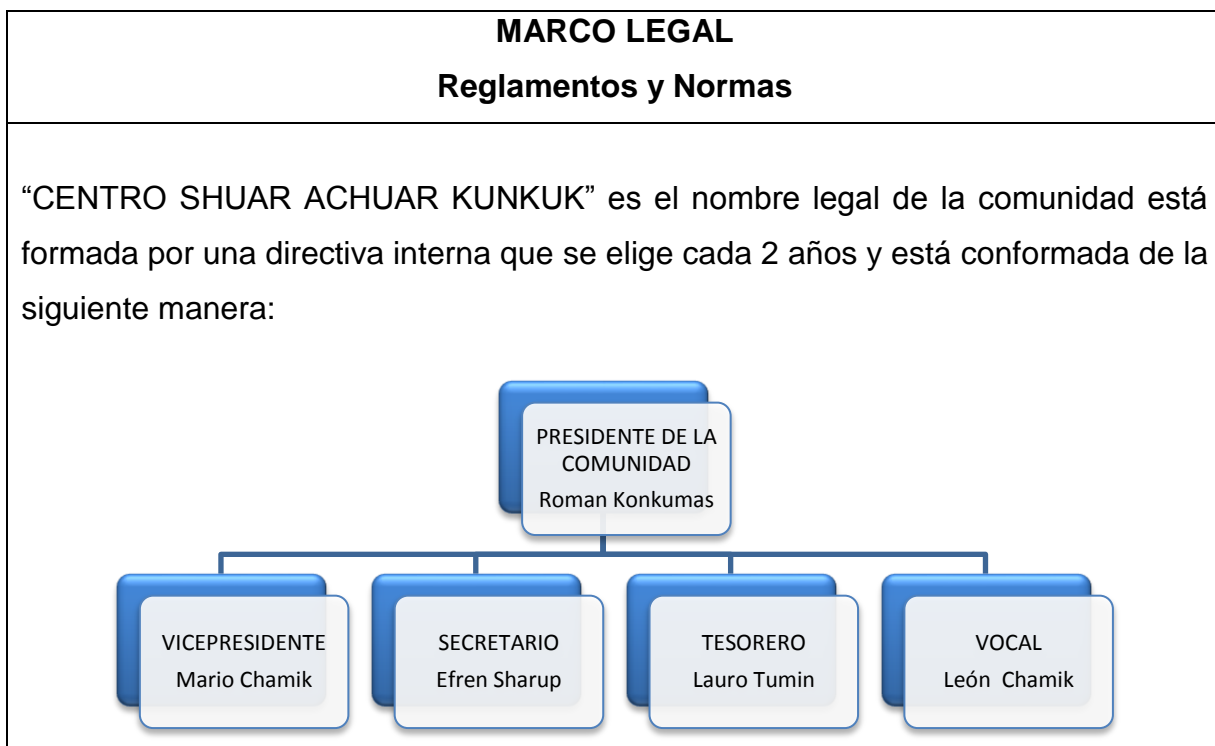 MARCO LEGAL
Reglamentos y Normas
“CENTRO SHUAR ACHUAR KUNKUK” es el nombre legal de la comunidad está
formada por una directiva interna que se elige cada 2 años y está conformada de la
siguiente manera:
PRESIDENTE DE LA
COMUNIDAD
Roman Konkumas
VICEPRESIDENTE
Mario Chamik
SECRETARIO
Efren Sharup
TESORERO
Lauro Tumin
VOCAL
León Chamik